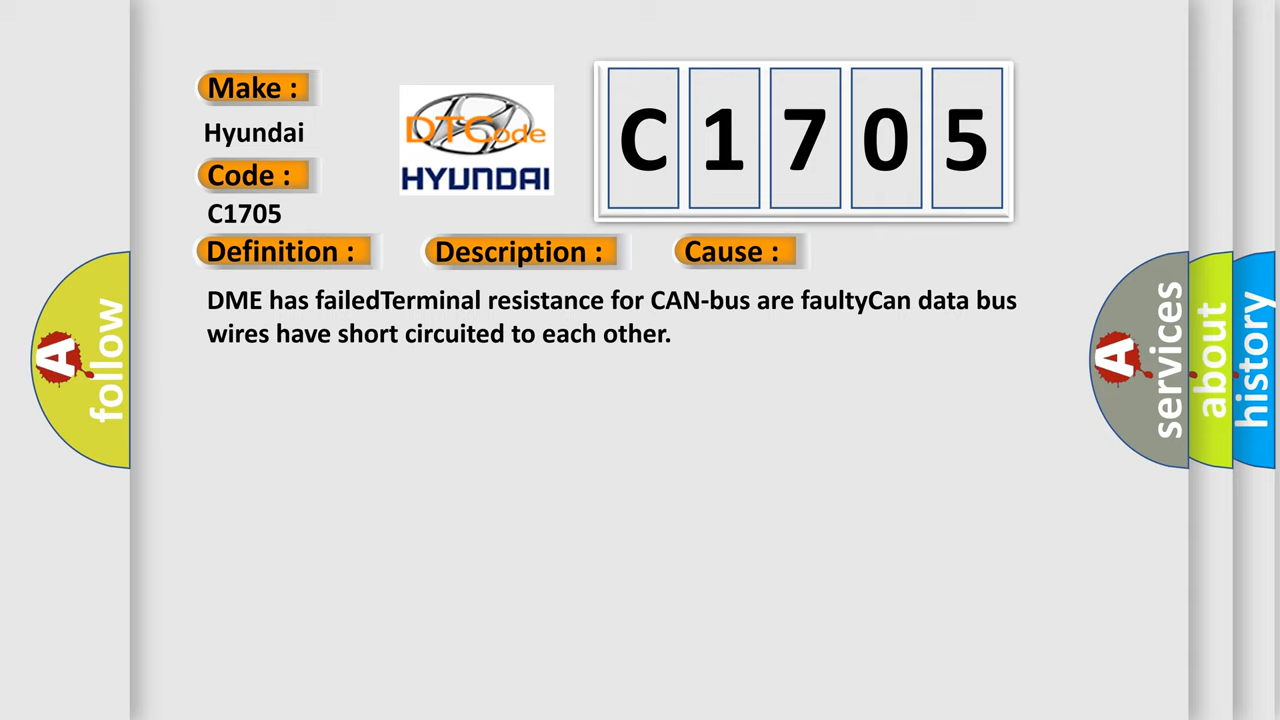 Make :
Hyundai
Code :
C1705
DTCode
HYUNDAI
C 1 7 0 5
Definition :
Description :
Cause :
DME has failedTerminal resistance for CAN-bus are faultyCan data bus
wires have short circuited to each other.
A
follow
A
services
about
history